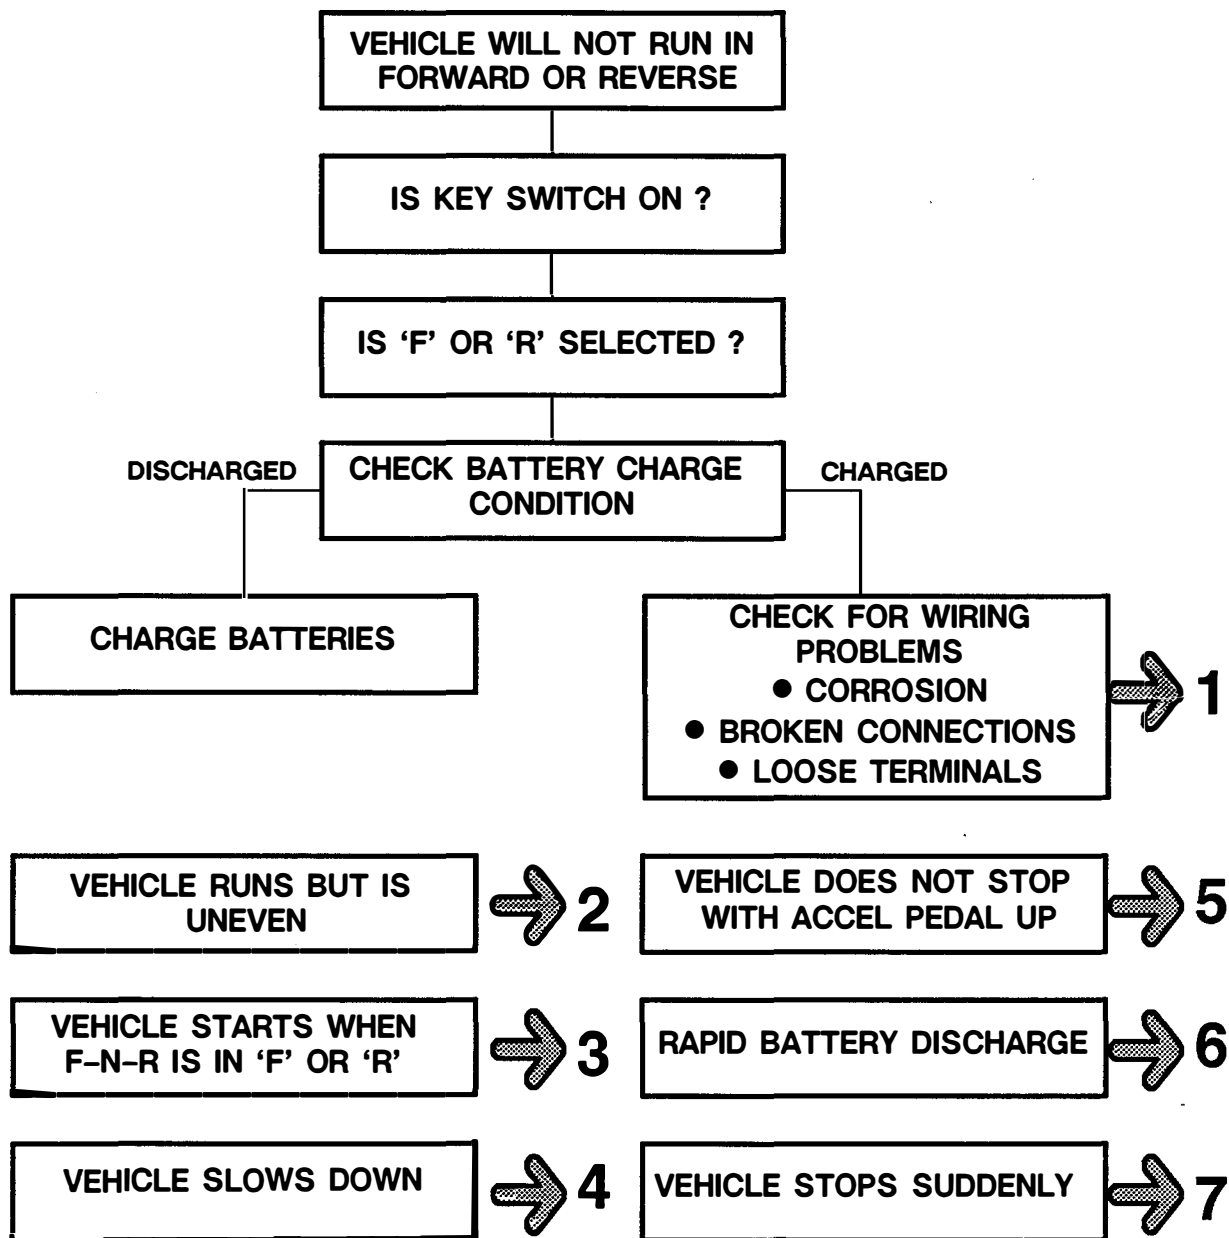 VEHICLE WILL NOT RUN IN
FORWARD OR REVERSE
IS KEY SWITCH ON ?
IS ‘F’ OR ‘R’ SELECTED ?
DISCHARGED
CHECK BATTERY CHARGE
CONDITION
CHARGED
CHARGE BATTERIES
CHECK FOR WIRING
PROBLEMS
● CORROSION
● BROKEN CONNECTIONS
● LOOSE TERMINALS
1
VEHICLE RUNS BUT IS
UNEVEN
2
VEHICLE DOES NOT STOP
WITH ACCEL PEDAL UP
5
VEHICLE STARTS WHEN
F–N–R IS IN ‘F’ OR ‘R’
3
RAPID BATTERY DISCHARGE
6
VEHICLE SLOWS DOWN
4
VEHICLE STOPS SUDDENLY
7